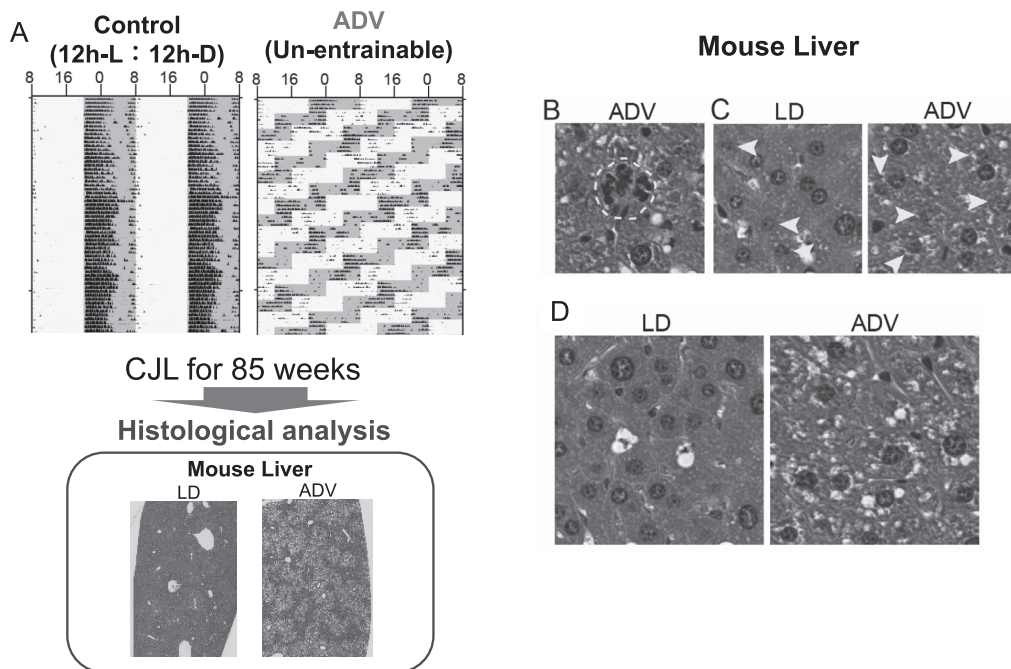 A
Control
(12h-L : 12h-D)
8 16 0 8 16 0 8
ADV
(Un-entrainable)
8 16 0 8 16 0 8
CJL for 85 weeks
Histological analysis
Mouse Liver
LD ADV
Mouse Liver
B ADV C LD ADV
D LD ADV